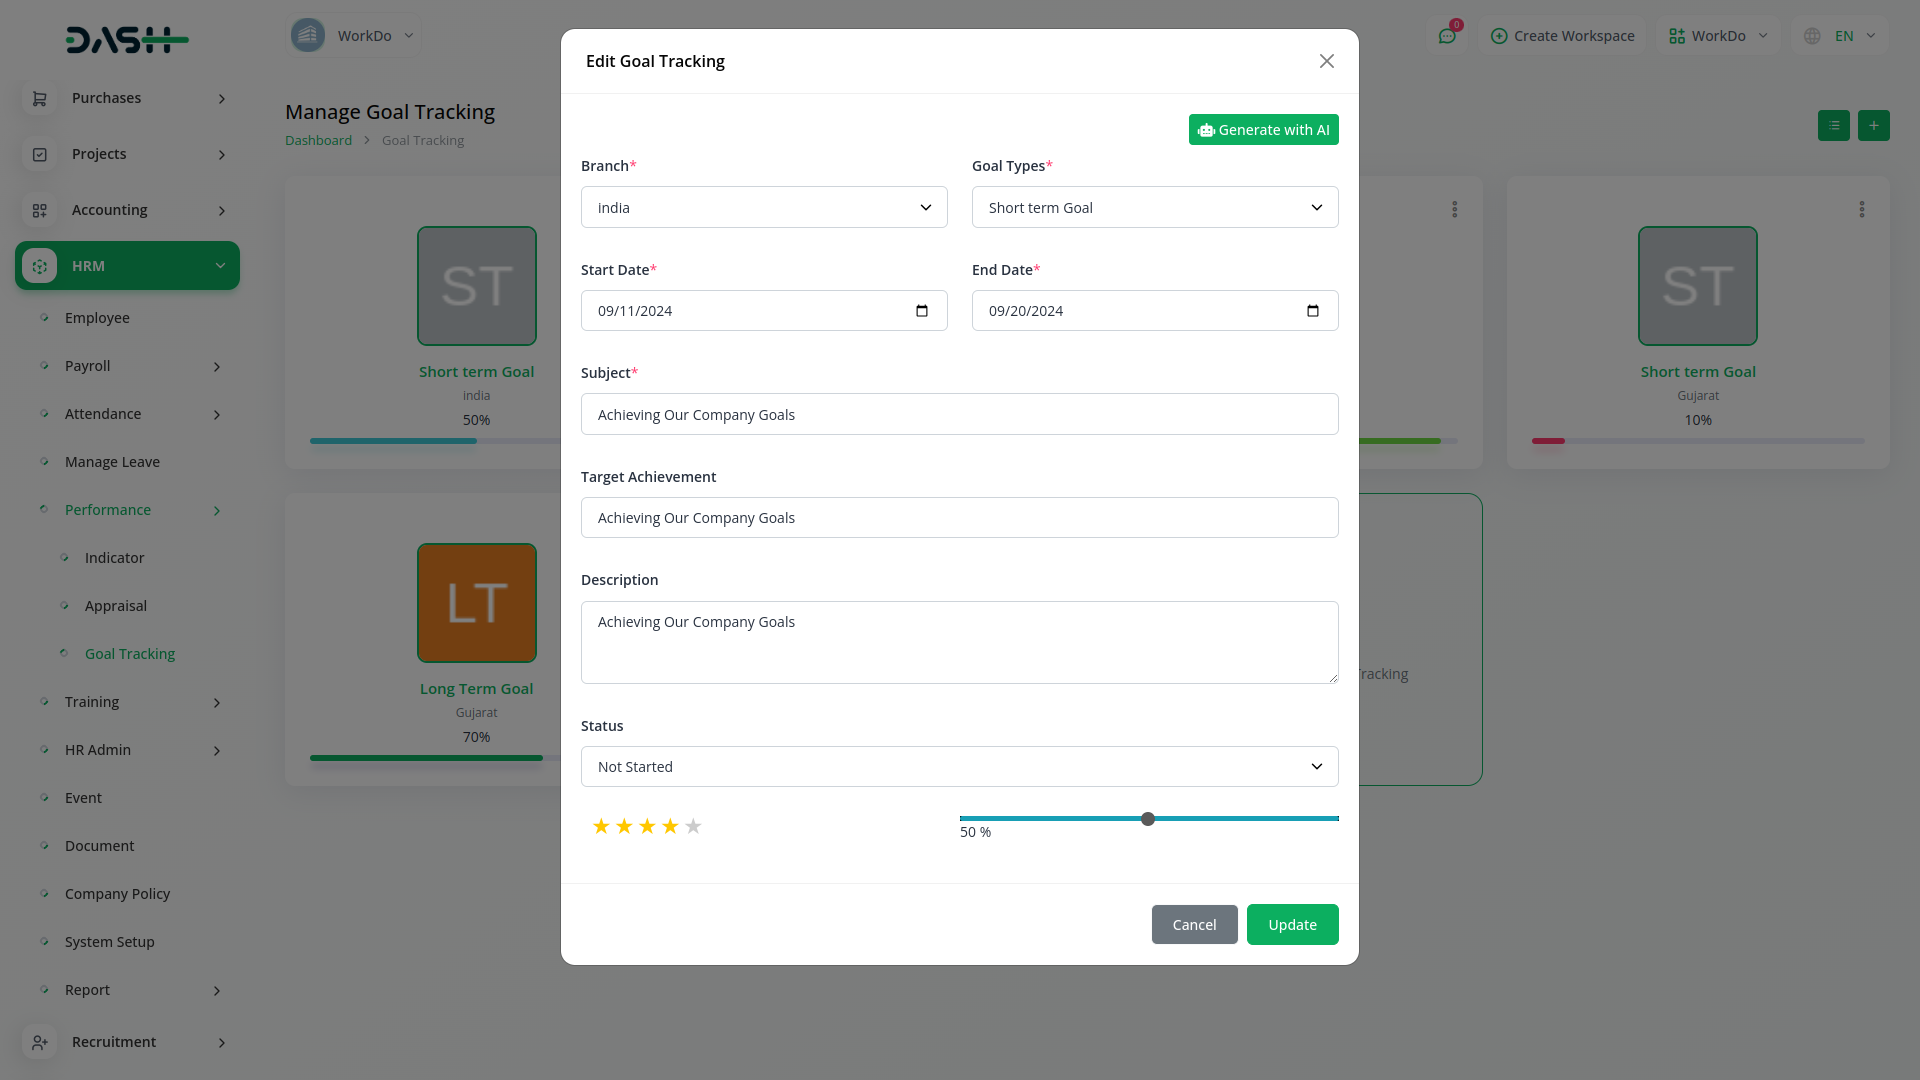 DASH
WorkDo
0
Create Workspace
WorkDo
EN
Purchases
Projects
Accounting
HRM
Employee
Payroll
Attendance
Manage Leave
Performance
Indicator
Appraisal
Goal Tracking
Training
HR Admin
Event
Document
Company Policy
System Setup
Report
Recruitment
Manage Goal Tracking
Dashboard
Goal Tracking
ST
Short term Goal
india
50%
ST
Short term Goal
Gujarat
10%
LT
Long Term Goal
Gujarat
70%
Tracking
Edit Goal Tracking
Generate with AI
Branch*
Goal Types*
india
Short term Goal
Start Date*
End Date*
09/11/2024
09/20/2024
Subject*
Achieving Our Company Goals
Target Achievement
Achieving Our Company Goals
Description
Achieving Our Company Goals
Status
Not Started
50 %
Cancel
Update